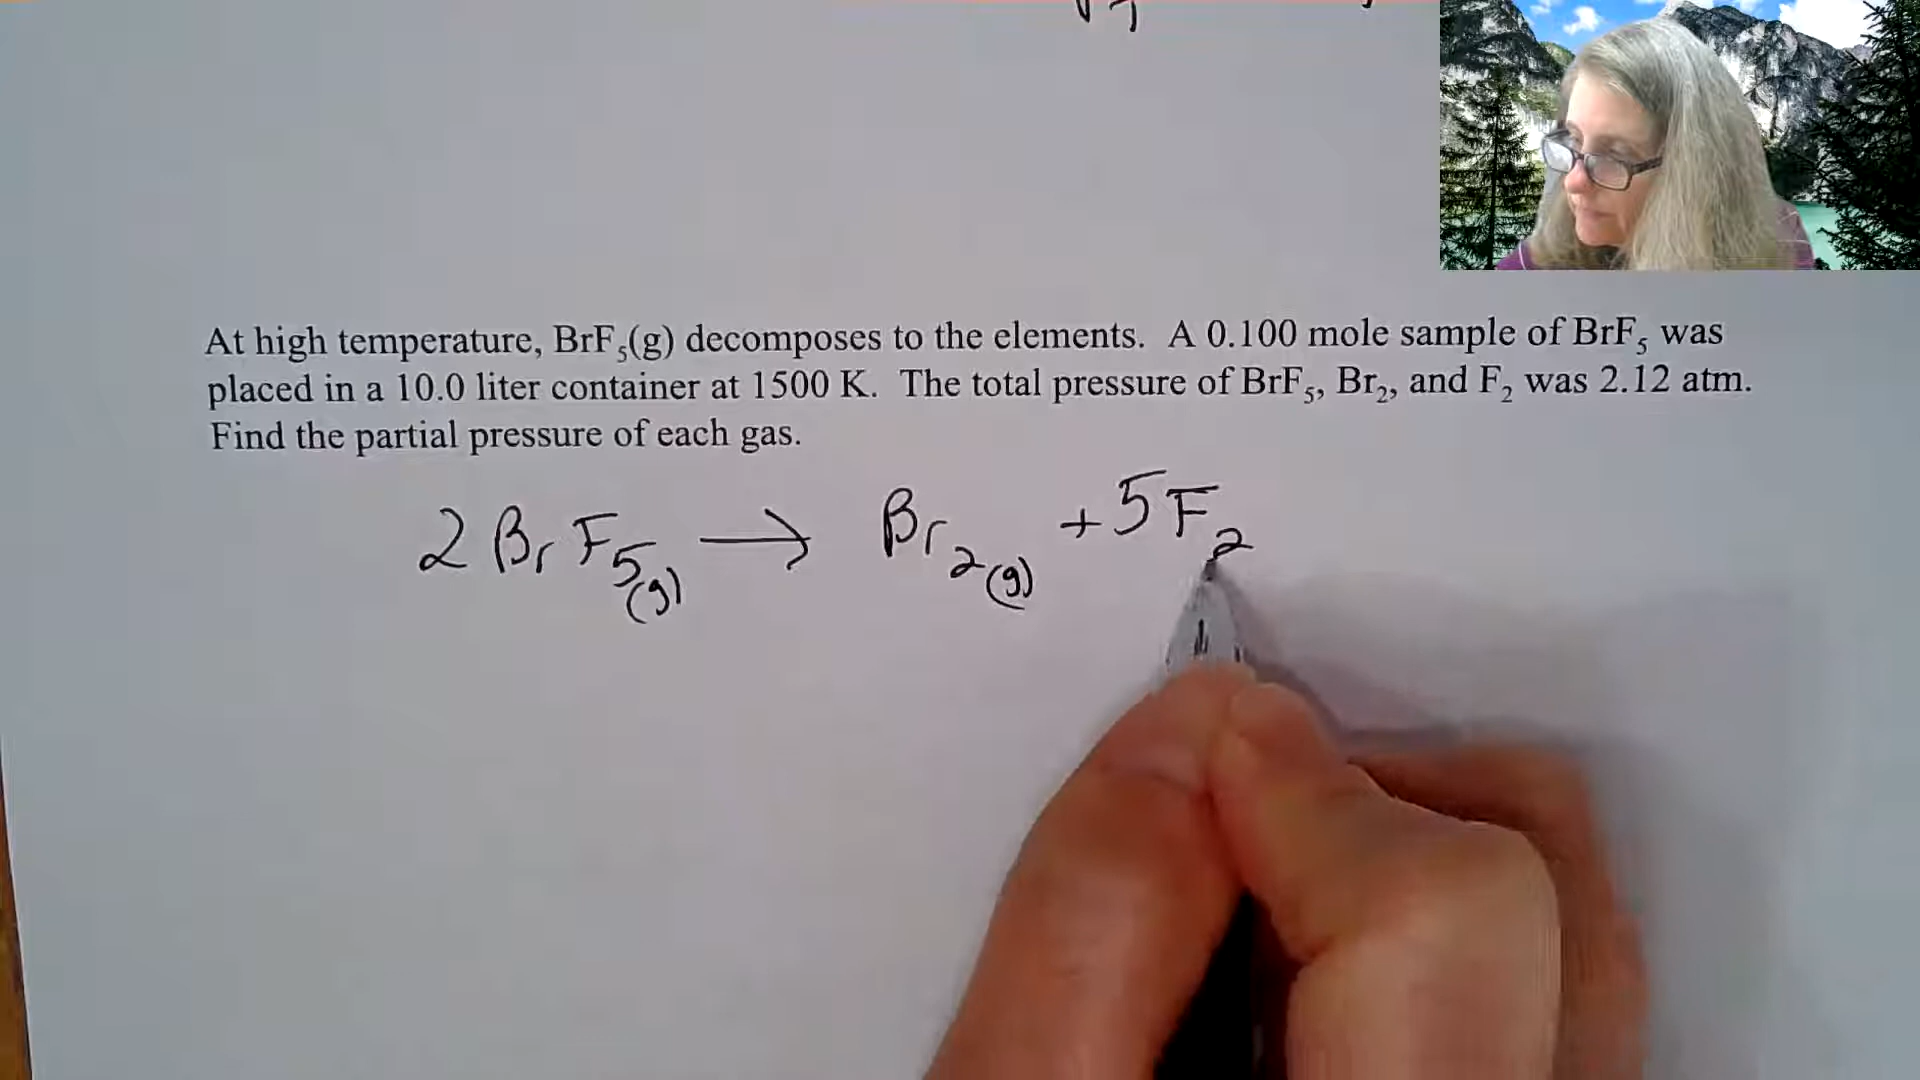 At high temperature, BrF₅(g) decomposes to the elements. A 0.100 mole sample of BrF₅ was
placed in a 10.0 liter container at 1500 K. The total pressure of BrF₅, Br₂, and F₂ was 2.12 atm.
Find the partial pressure of each gas.
2 BrF₅(g) → Br₂(g) + 5F₂